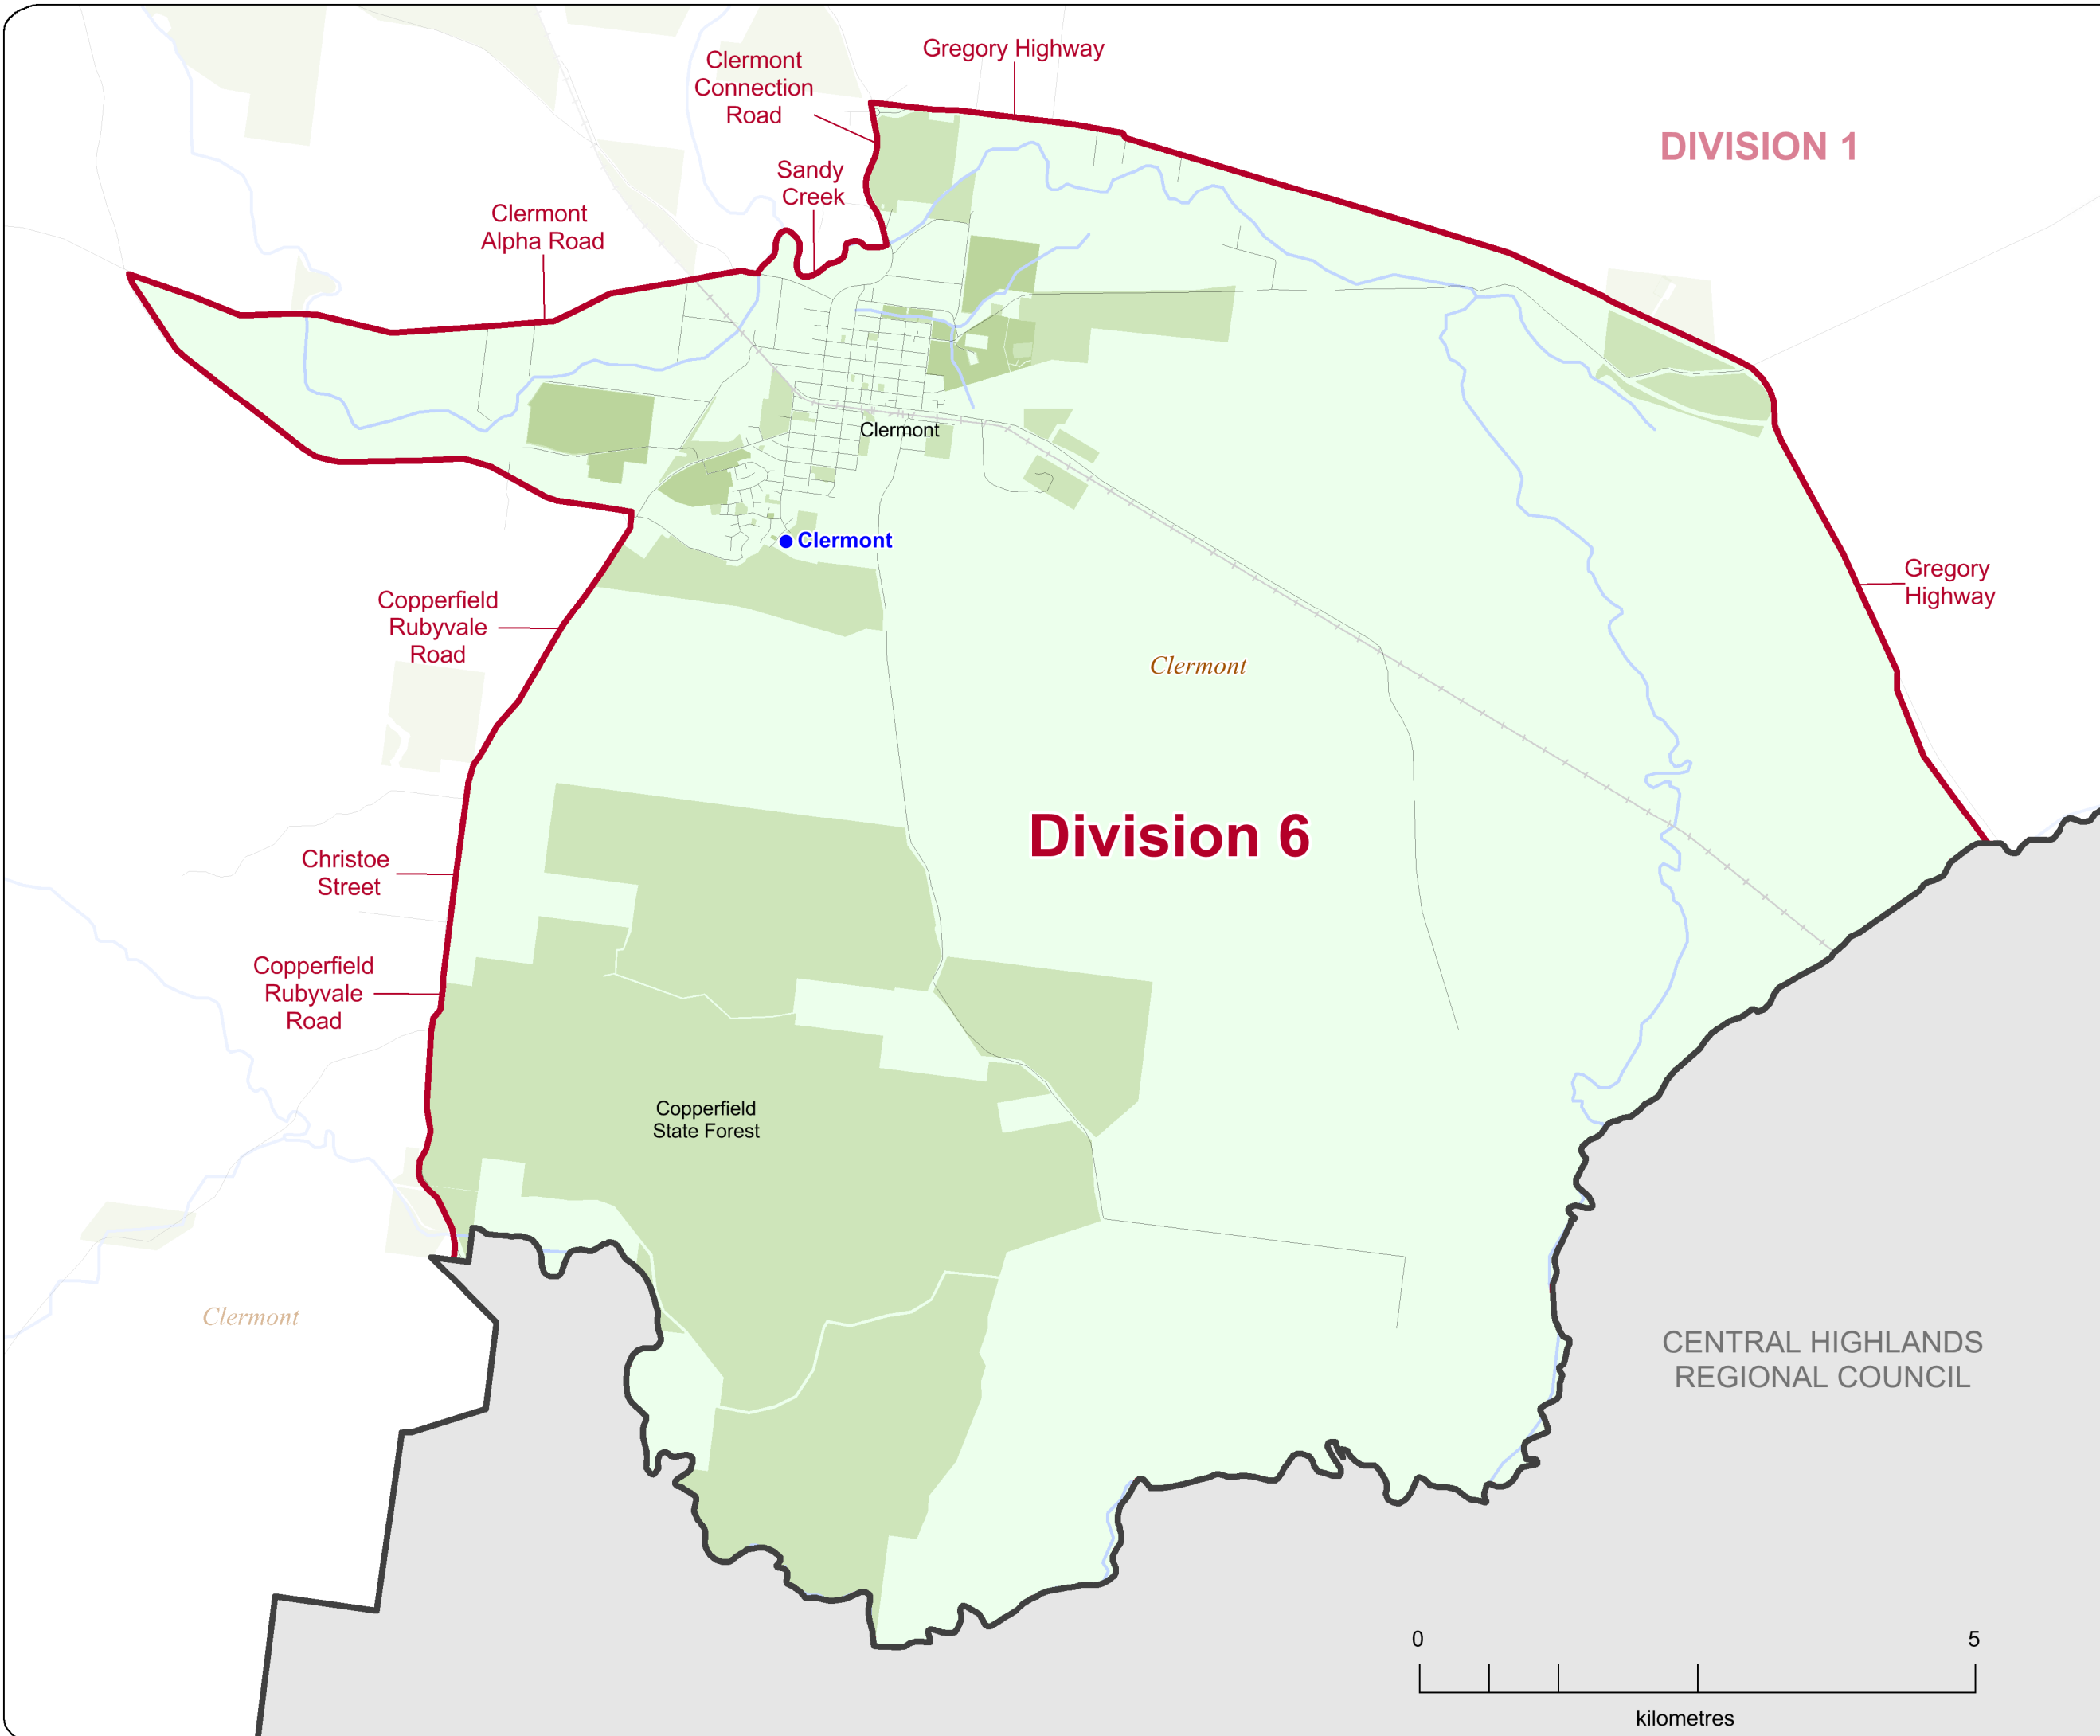 Gregory Highway
Clermont
Connection
Road
DIVISION 1
Sandy
Creek
Clermont
Alpha Road
Clermont
Clermont
Gregory
Highway
Copperfield
Rubyvale
Road
Clermont
Division 6
Christoe
Street
Copperfield
Rubyvale
Road
Copperfield
State Forest
Clermont
CENTRAL HIGHLANDS
REGIONAL COUNCIL
0 5
kilometres